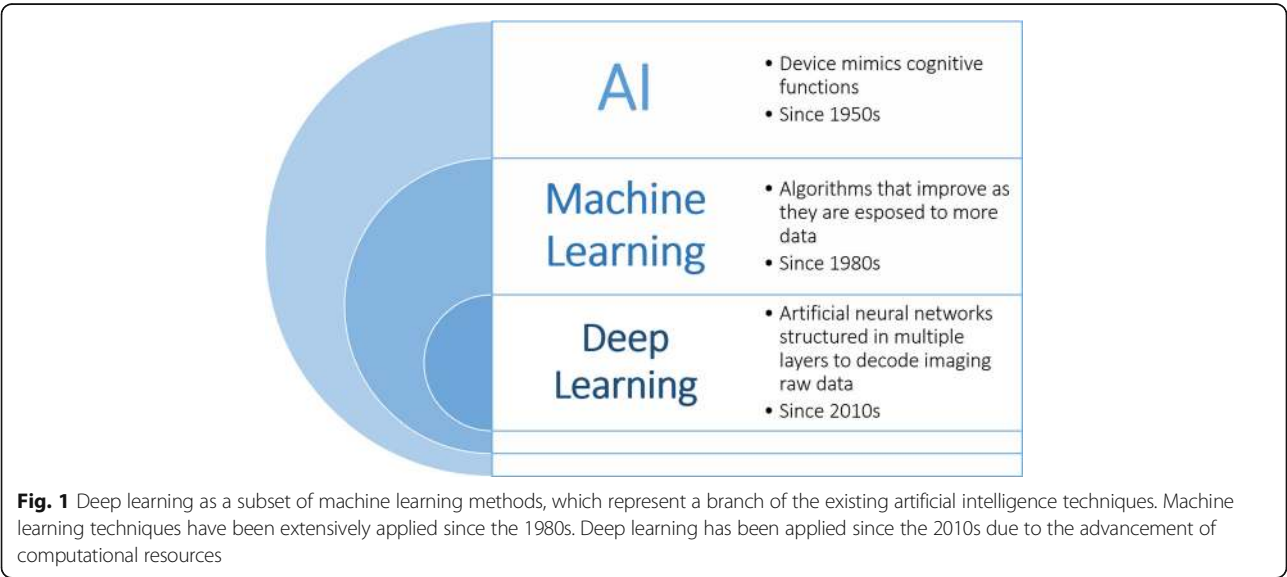 AI
• Device mimics cognitive
functions
• Since 1950s
Machine
Learning
• Algorithms that improve as
they are esposed to more
data
• Since 1980s
Deep
Learning
• Artificial neural networks
structured in multiple
layers to decode imaging
raw data
• Since 2010s
Fig. 1 Deep learning as a subset of machine learning methods, which represent a branch of the existing artificial intelligence techniques. Machine
learning techniques have been extensively applied since the 1980s. Deep learning has been applied since the 2010s due to the advancement of
computational resources